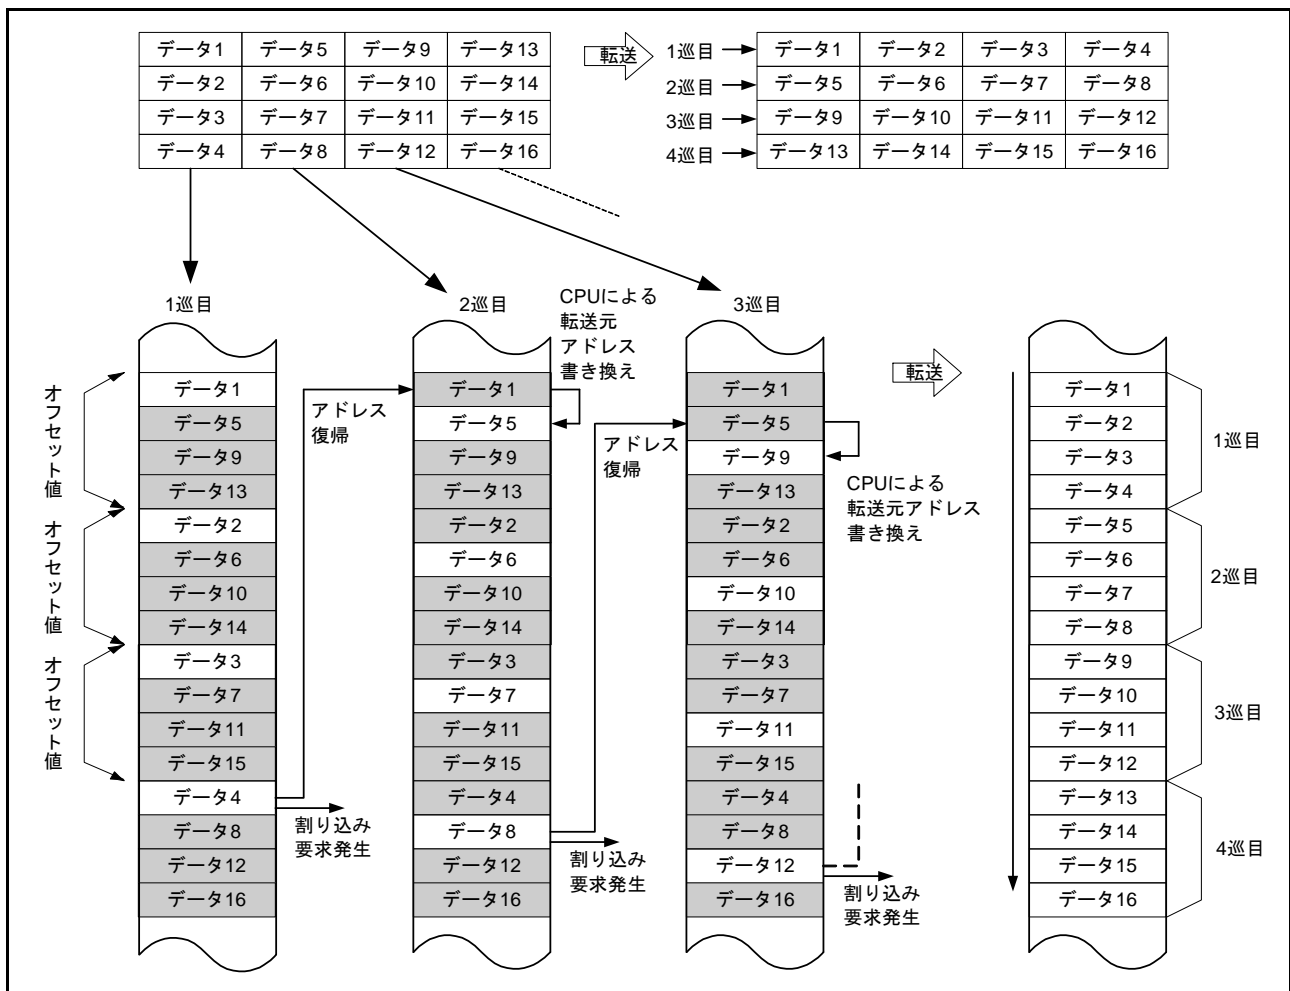 データ1 データ5 データ9 データ13
データ2 データ6 データ10 データ14
データ3 データ7 データ11 データ15
データ4 データ8 データ12 データ16
転送
1巡目 データ1 データ2 データ3 データ4
2巡目 データ5 データ6 データ7 データ8
3巡目 データ9 データ10 データ11 データ12
4巡目 データ13 データ14 データ15 データ16
1巡目
オフセット値
オフセット値
オフセット値
データ1
データ5
データ9
データ13
データ2
データ6
データ10
データ14
データ3
データ7
データ11
データ15
データ4
データ8
データ12
データ16
アドレス
復帰
割り込み
要求発生
2巡目
CPUによる
転送元
アドレス
書き換え
データ1
データ5
データ9
データ13
データ2
データ6
データ10
データ14
データ3
データ7
データ11
データ15
データ4
データ8
データ12
データ16
アドレス
復帰
割り込み
要求発生
3巡目
データ1
データ5
データ9
データ13
データ2
データ6
データ10
データ14
データ3
データ7
データ11
データ15
データ4
データ8
データ12
データ16
CPUによる
転送元アドレス
書き換え
割り込み
要求発生
転送
データ1
データ2
データ3
データ4
データ5
データ6
データ7
データ8
データ9
データ10
データ11
データ12
データ13
データ14
データ15
データ16
1巡目
2巡目
3巡目
4巡目